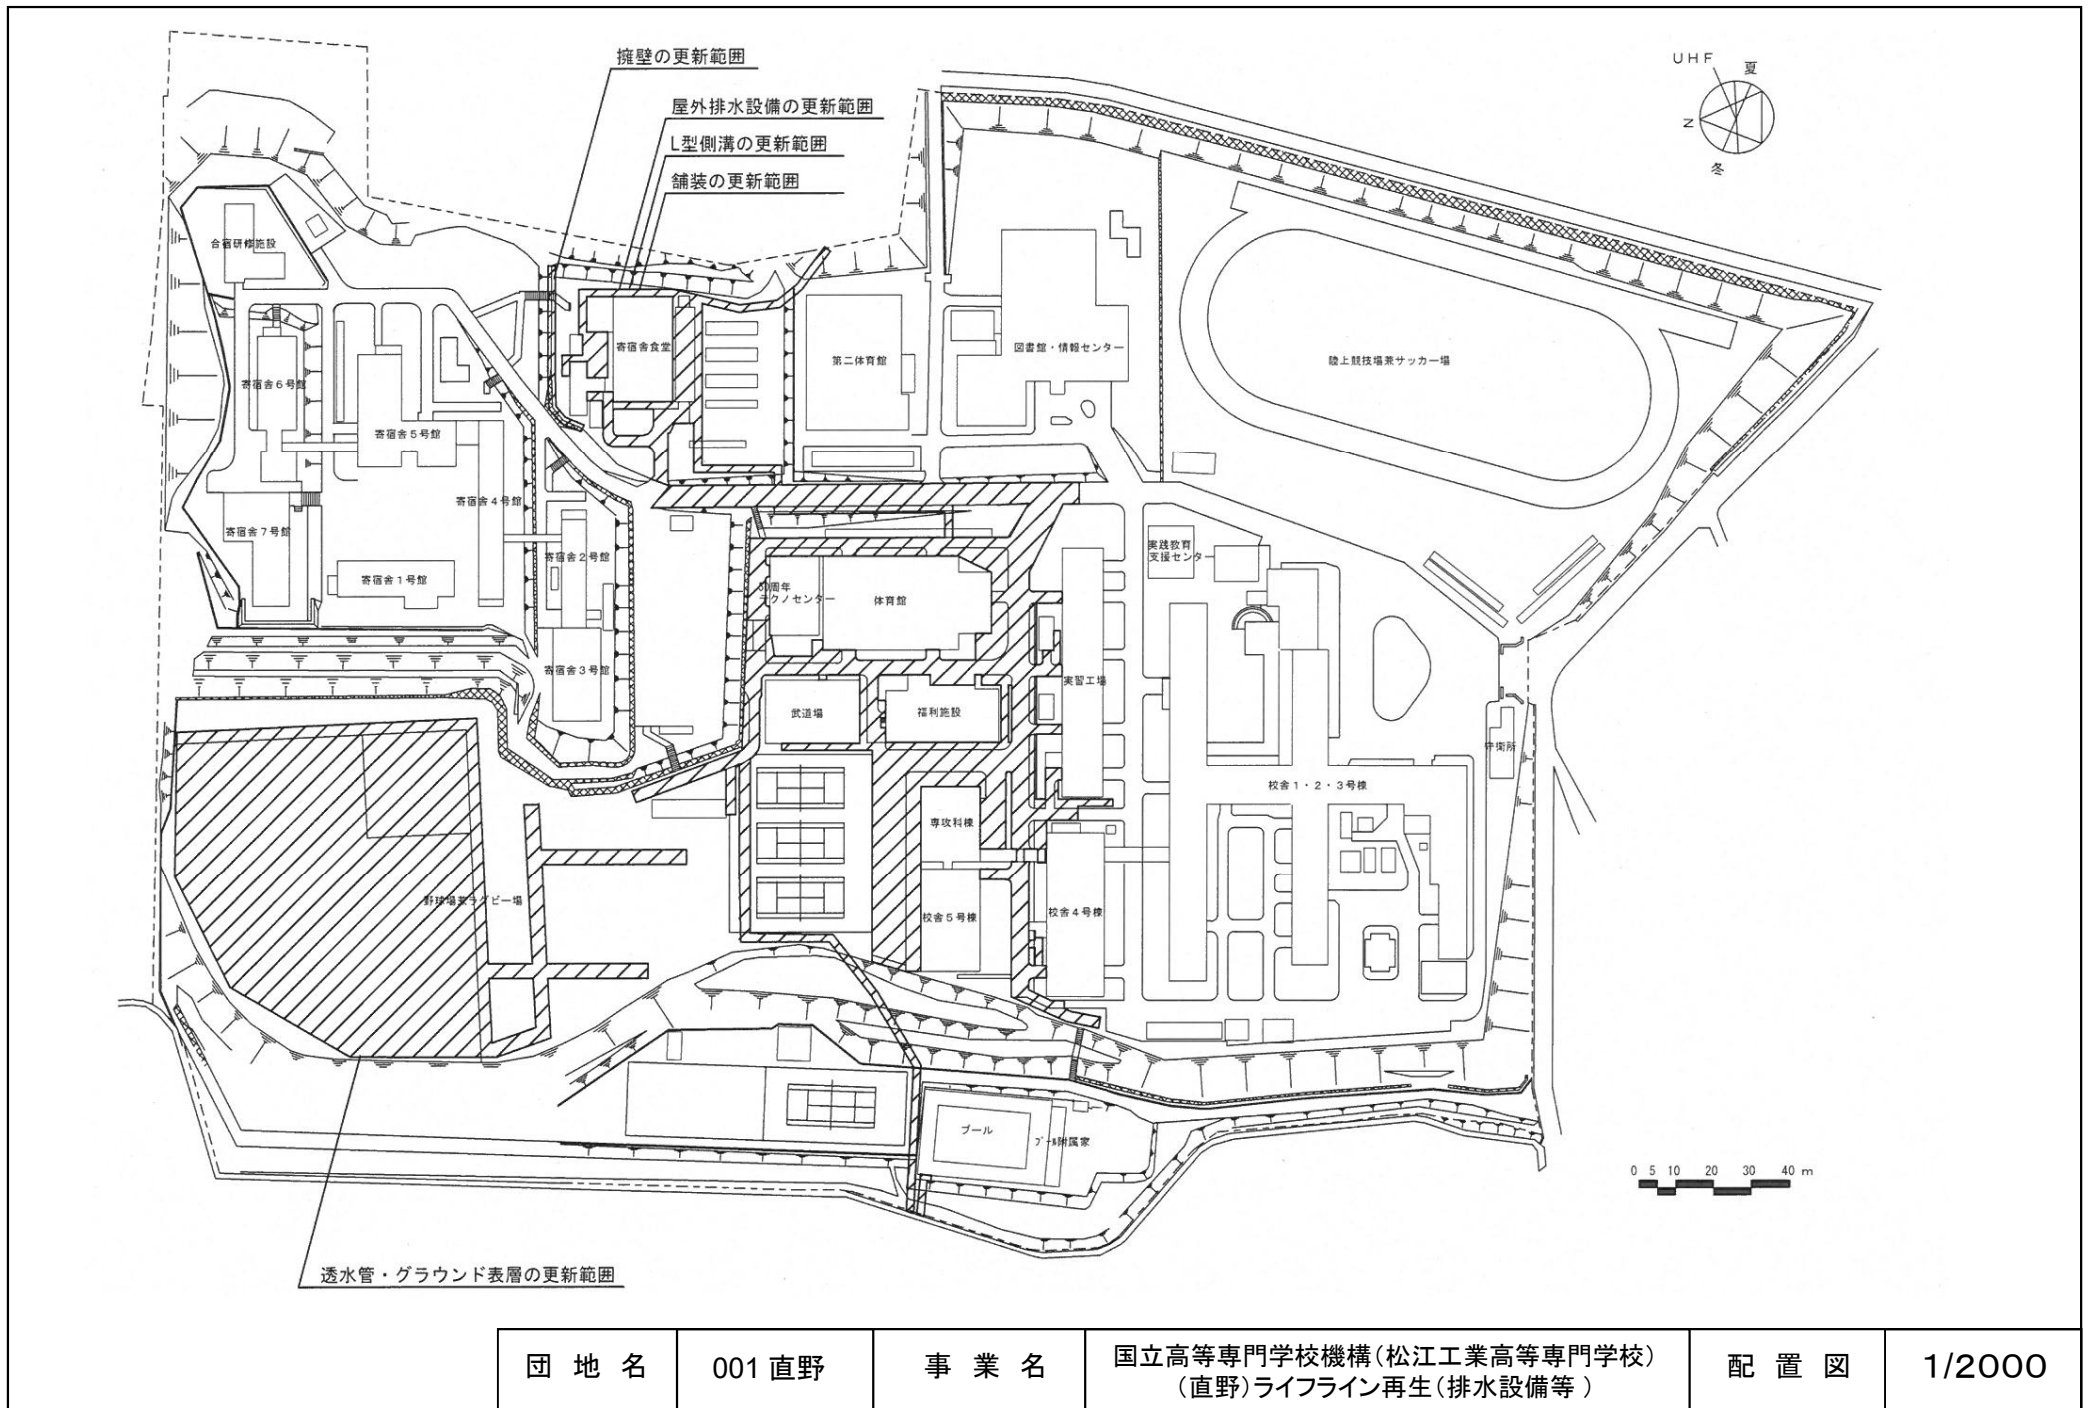 擁壁の更新範囲
屋外排水設備の更新範囲
L型側溝の更新範囲
舗装の更新範囲
UHF
夏
N
冬
合宿研修施設
寄宿舎食堂
第二体育館
図書館・情報センター
陸上競技場兼サッカー場
寄宿舎6号館
寄宿舎5号館
寄宿舎4号館
寄宿舎7号館
寄宿舎2号館
寄宿舎1号館
実践教育
支援センター
50周年
テクノセンター
体育館
寄宿舎3号館
実習工場
武道場
福利施設
守衛所
校舎1・2・3号棟
専攻科棟
野球場兼ラグビー場
校舎5号棟
校舎4号棟
プール
プール附属家
0 5 10 20 30 40 m
透水管・グラウンド表層の更新範囲
団地名
001 直野
事業名
国立高等専門学校機構(松江工業高等専門学校)
(直野)ライフライン再生(排水設備等)
配置図
1/2000